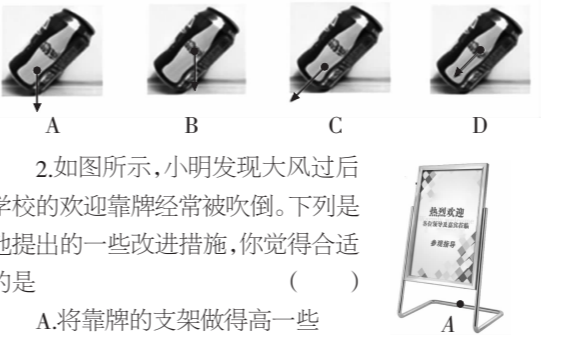 A B C D
2.如图所示,小明发现大风过后
学校的欢迎靠牌经常被吹倒。下列是
他提出的一些改进措施,你觉得合适
的是 ( )
热烈欢迎
参观指导
A
A.将靠牌的支架做得高一些